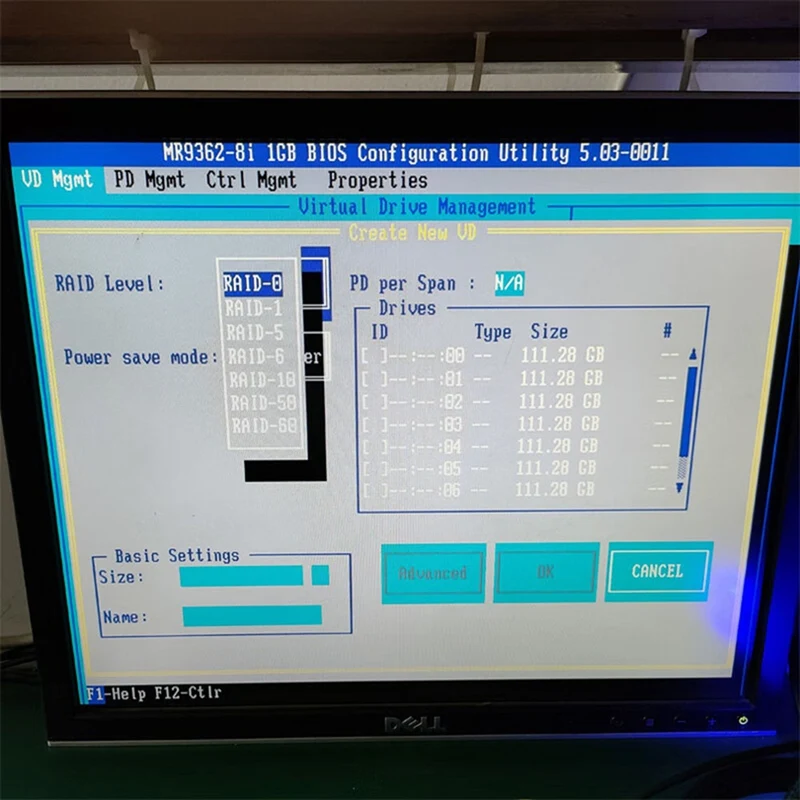 MR9362-8i 1GB BIOS Configuration Utility 5.03-0011
VD Mgmt PD Mgmt Ctrl Mgmt Properties
Virtual Drive Management
Create New VD
RAID Level:
RAID-0
RAID-1
RAID-5
RAID-6
RAID-10
RAID-50
RAID-60
PD per Span : N/A
Power save mode: er
Drives
ID Type Size #
[ ]--:--:00 -- 111.28 GB --
[ ]--:--:01 -- 111.28 GB --
[ ]--:--:02 -- 111.28 GB --
[ ]--:--:03 -- 111.28 GB --
[ ]--:--:04 -- 111.28 GB --
[ ]--:--:05 -- 111.28 GB --
[ ]--:--:06 -- 111.28 GB --
Basic Settings
Size:
Name:
Advanced OK CANCEL
F1-Help F12-Ctlr
DELL